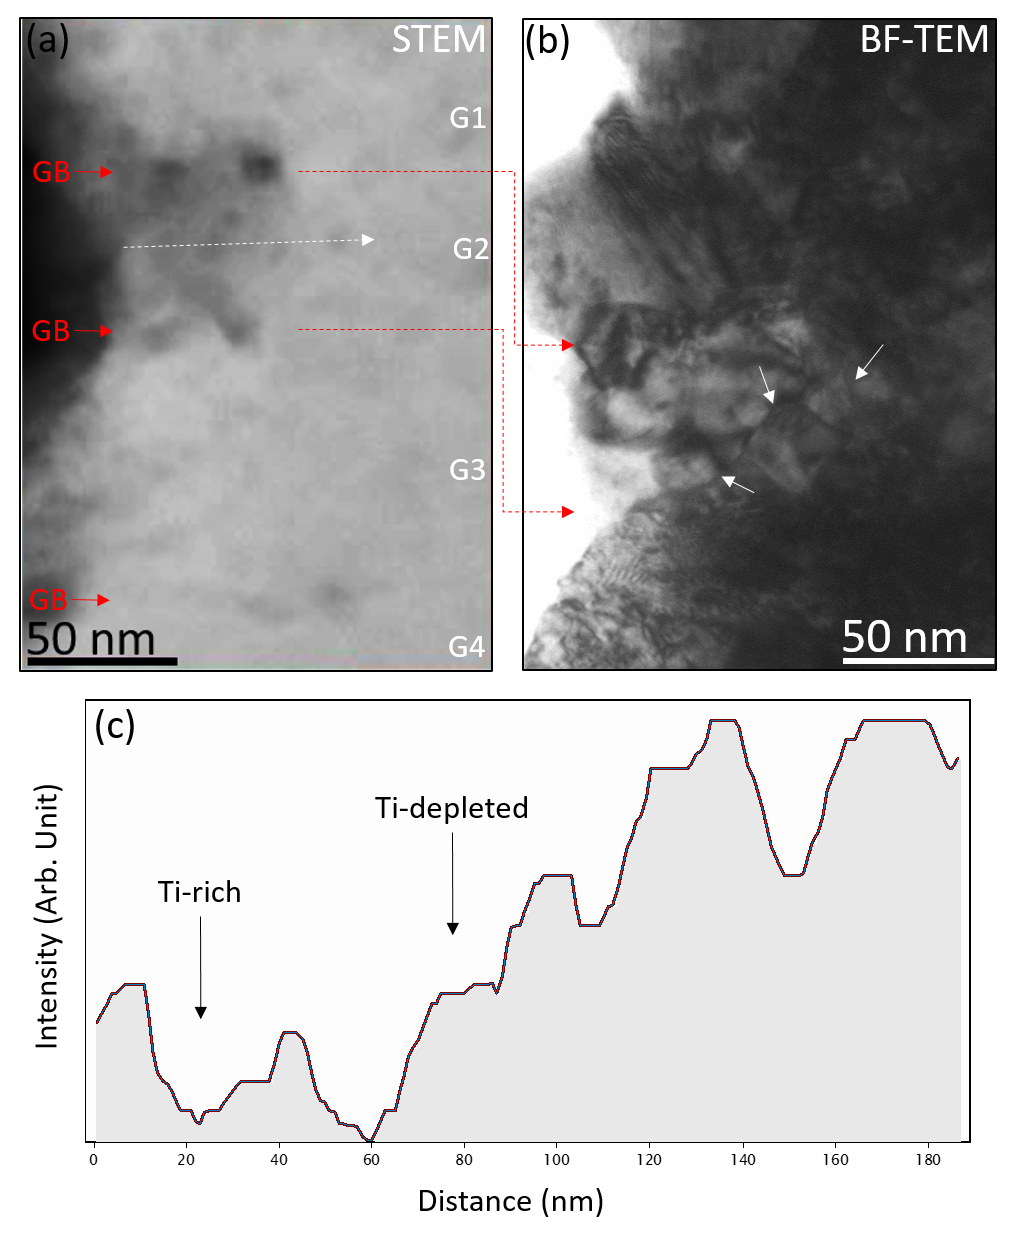 (a)
STEM
G1
GB
G2
GB
G3
GB
50 nm
G4
(b)
BF-TEM
50 nm
(c)
Ti-depleted
Ti-rich
Intensity (Arb. Unit)
0 20 40 60 80 100 120 140 160 180
Distance (nm)